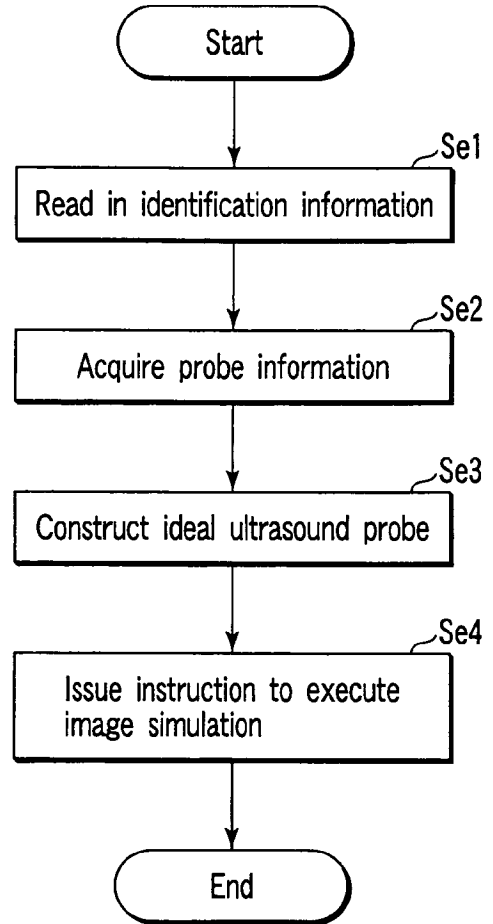 Start
Se1
Read in identification information
Se2
Acquire probe information
Se3
Construct ideal ultrasound probe
Se4
Issue instruction to execute
image simulation
End